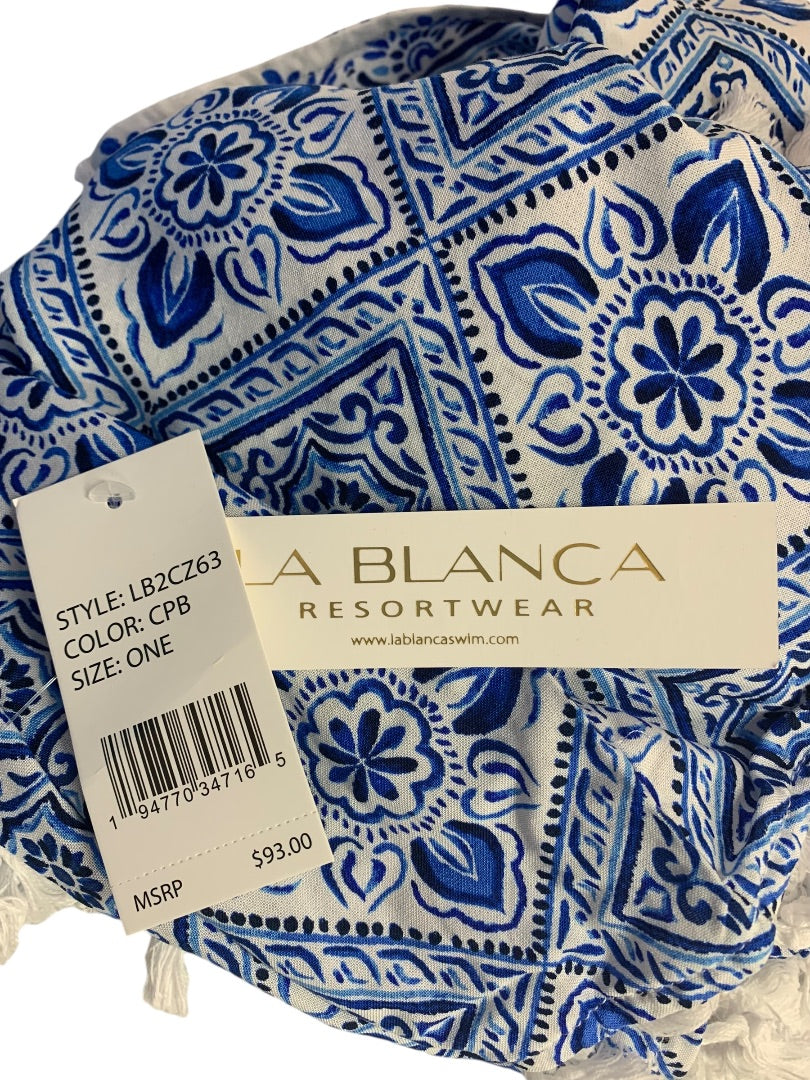 STYLE: LB2CZ63
COLOR: CPB
SIZE: ONE
1 94770 34716 5
MSRP $93.00
LA BLANCA
RESORTWEAR
www.lablancaswim.com